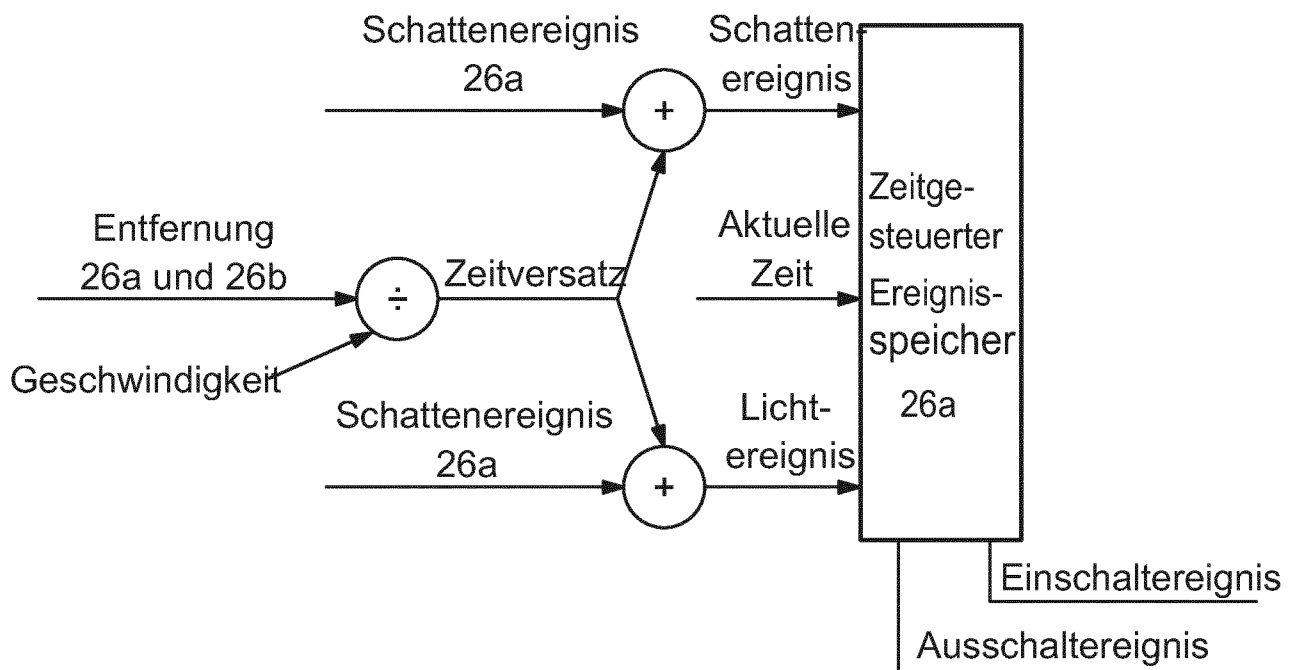 Schattenereignis
26a
+
Schatten-
ereignis
Entfernung
26a und 26b
÷
Zeitversatz
Geschwindigkeit
Aktuelle
Zeit
Zeitge-
steuerter
Ereignis-
speicher
26a
Schattenereignis
26a
+
Licht-
ereignis
Einschaltereignis
Ausschaltereignis